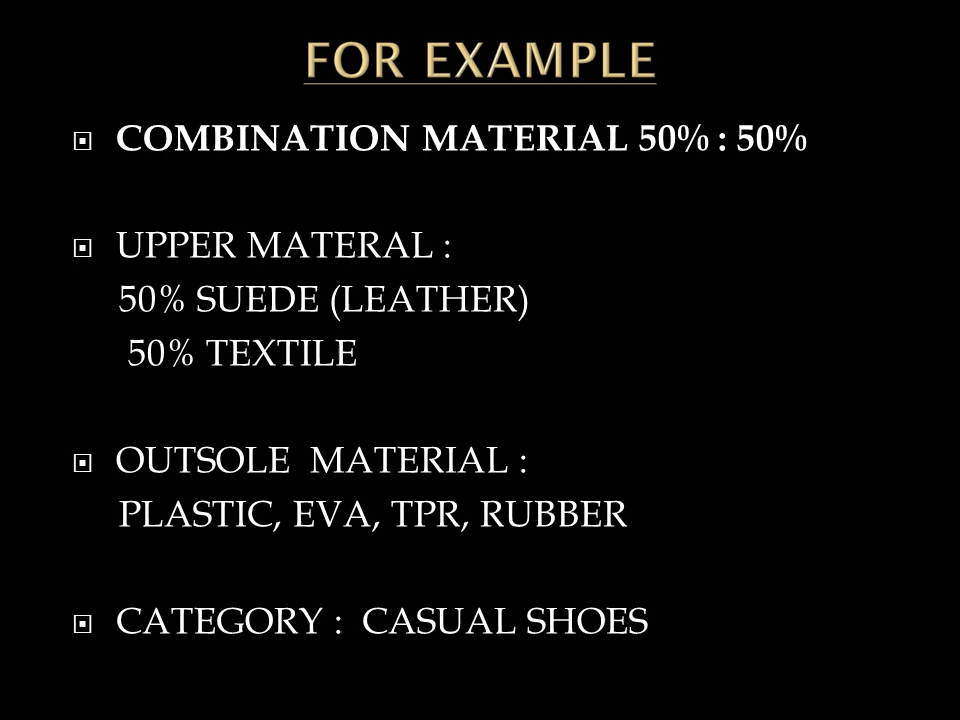 FOR EXAMPLE
COMBINATION MATERIAL 50% : 50%
UPPER MATERAL :
50% SUEDE (LEATHER)
50% TEXTILE
OUTSOLE MATERIAL :
PLASTIC, EVA, TPR, RUBBER
CATEGORY : CASUAL SHOES